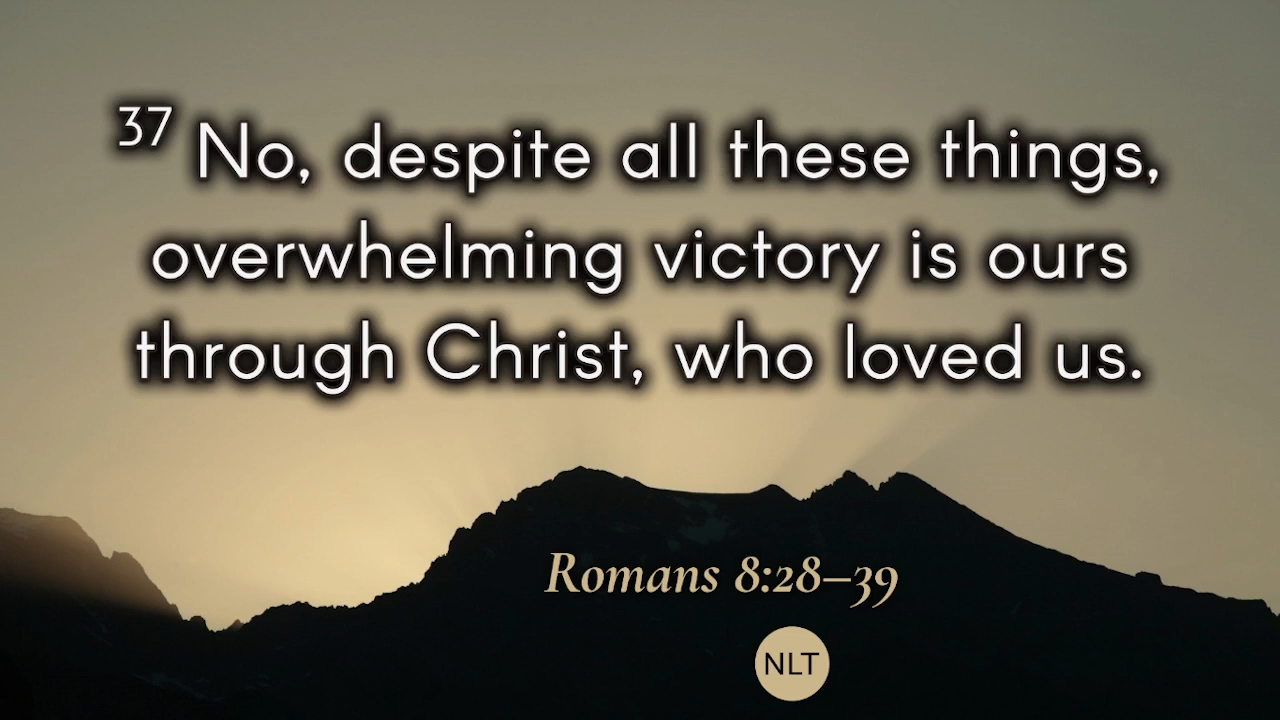 37 No, despite all these things,
overwhelming victory is ours
through Christ, who loved us.
Romans 8:28–39
NLT